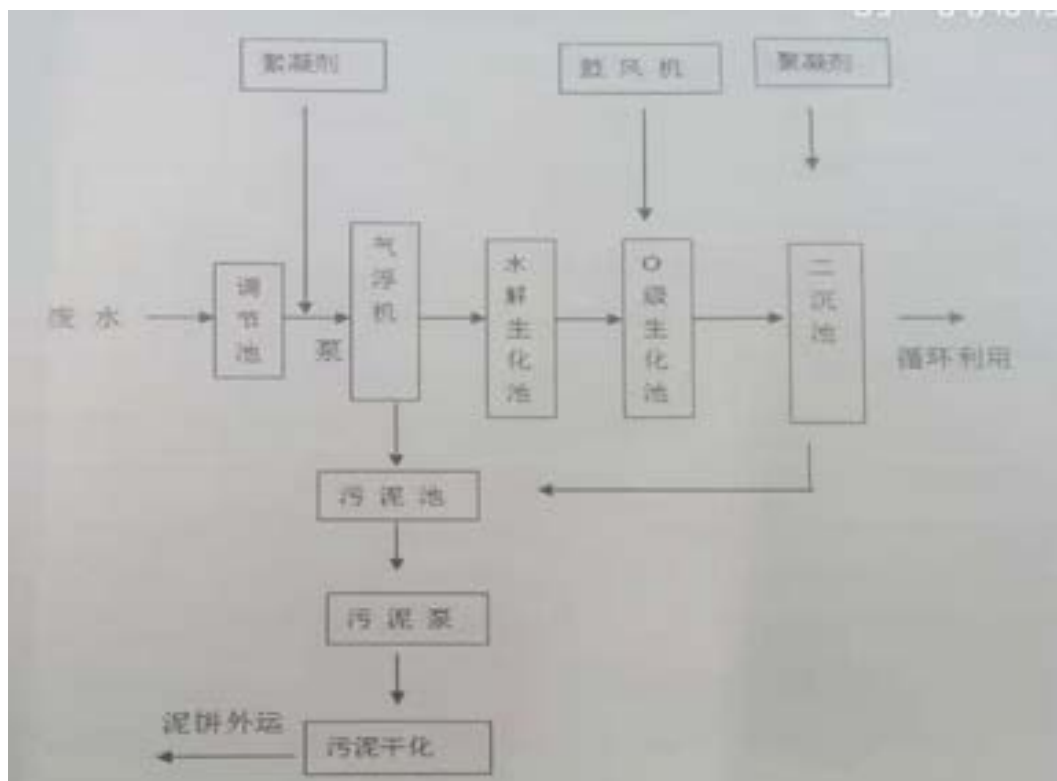 絮凝剂
鼓风机
聚凝剂
废水
调节池
泵
气浮机
水解生化池
O级生化池
二沉池
循环利用
污泥池
污泥泵
泥饼外运
污泥干化